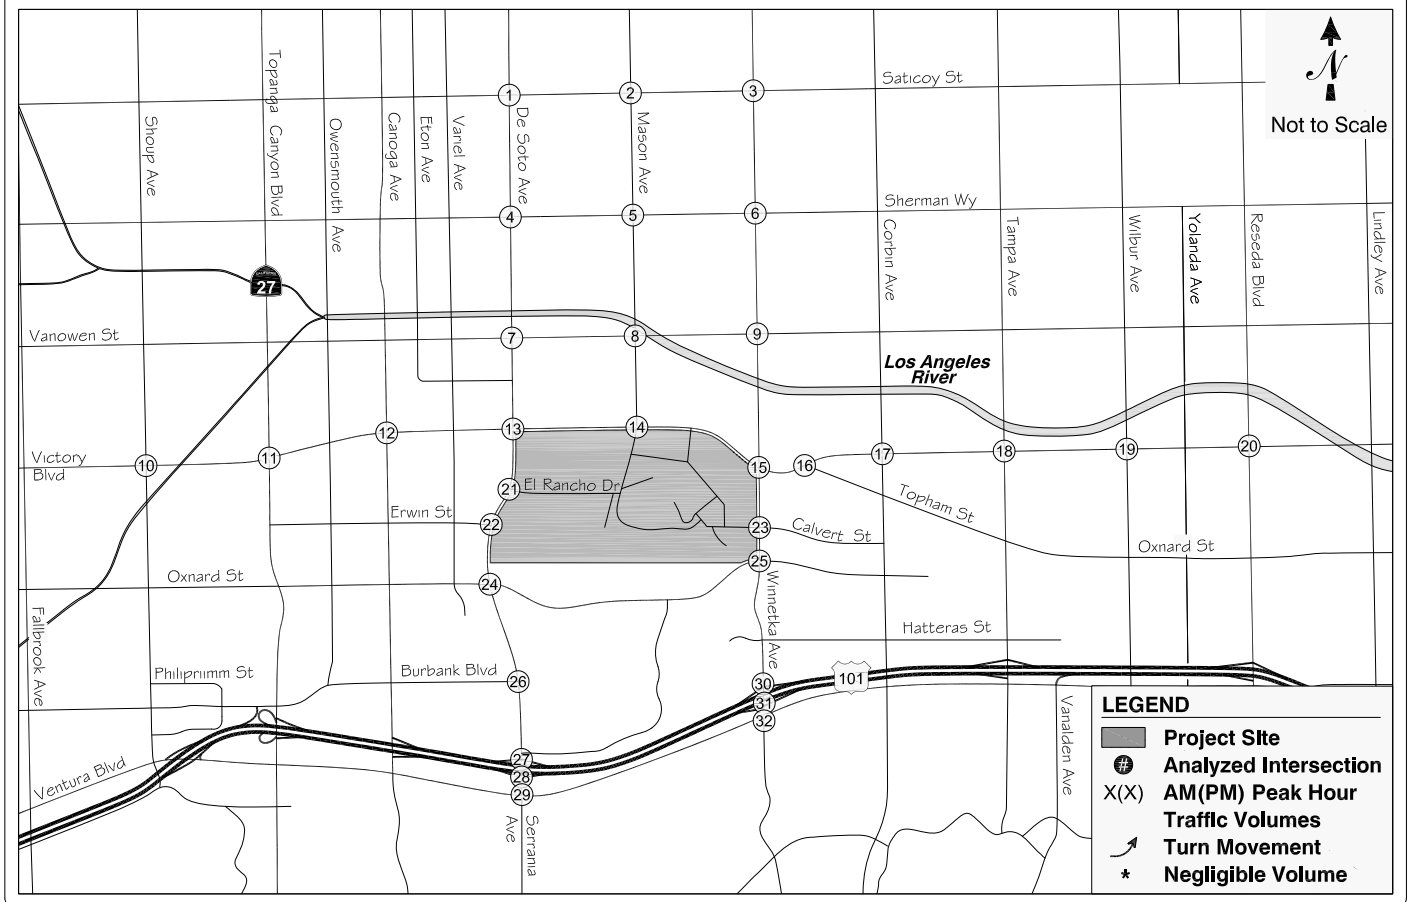 Saticoy St
N
Not to Scale
Topanga Canyon Blvd
Shoup Ave
Owensmouth Ave
Canoga Ave
Eton Ave
Variel Ave
De Soto Ave
Mason Ave
1
2
3
Sherman Wy
4
5
6
Corbin Ave
Tampa Ave
Wilbur Ave
Yolanda Ave
Reseda Blvd
Lindley Ave
CALIFORNIA
27
Vanowen St
7
8
9
Los Angeles
River
Victory
Blvd
10
11
12
13
14
15
16
17
18
19
20
21
El Rancho Dr
Topham St
Erwin St
22
23
Calvert St
Oxnard St
25
Oxnard St
24
Fallbrook Ave
Winnetka Ave
Hatteras St
Philiprimm St
Burbank Blvd
26
30
31
32
101
Ventura Blvd
27
28
29
Serrania
Ave
Vanalden Ave
LEGEND
Project Site
# Analyzed Intersection
X(X) AM(PM) Peak Hour
Traffic Volumes
Turn Movement
* Negligible Volume